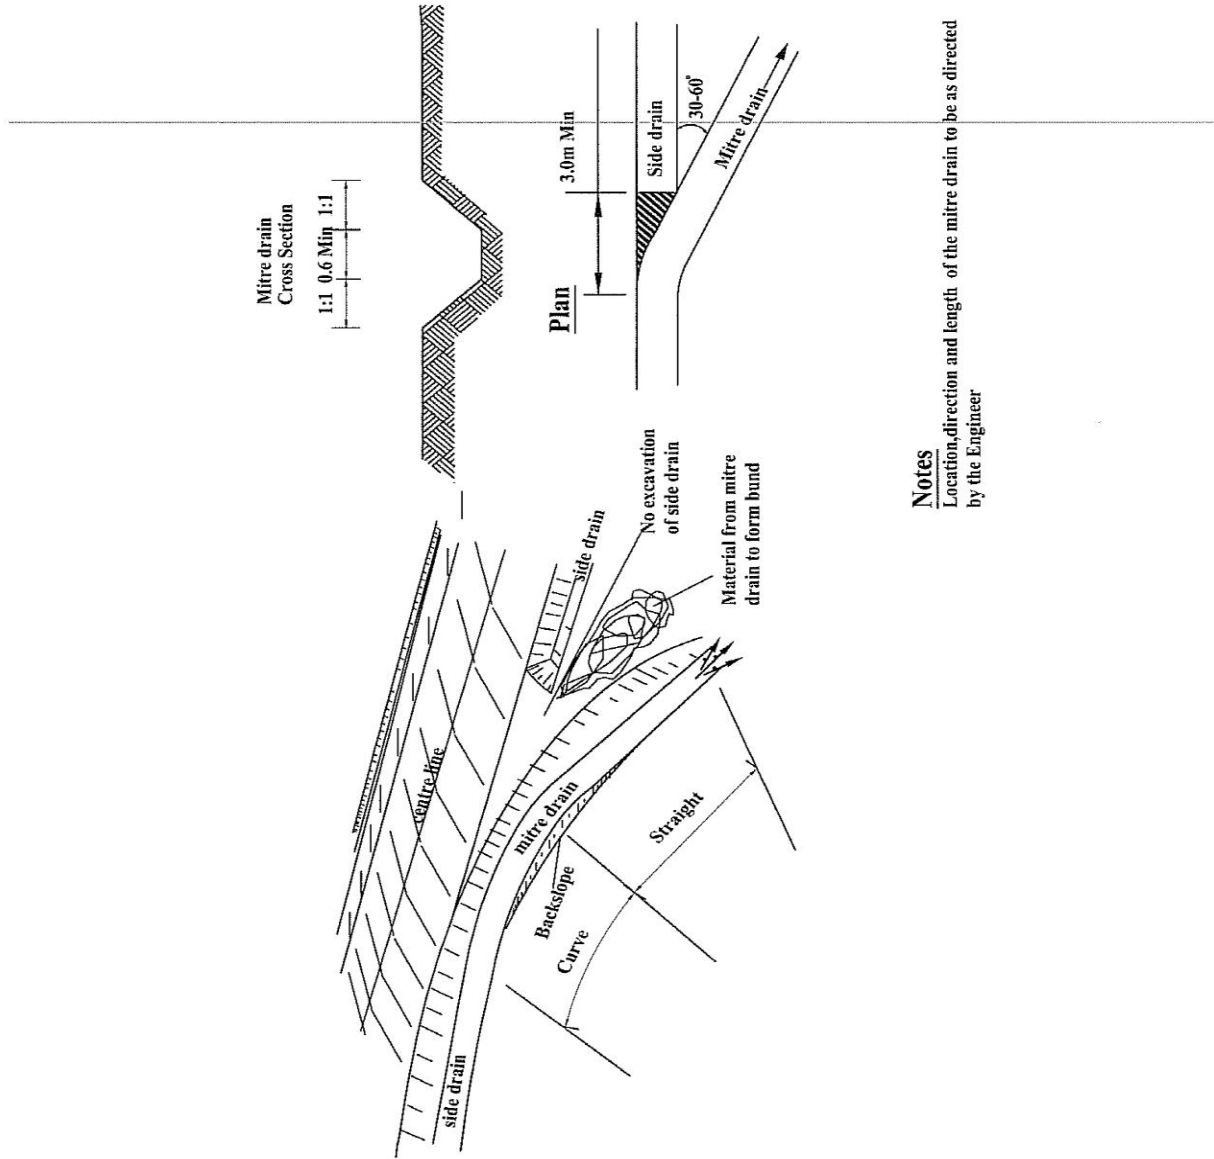 Mitre drain
Cross Section
1:1 0.6 Min 1:1
Plan
3.0m Min
Side drain
30-60°
Mitre drain
centre line
side drain
No excavation
of side drain
Material from mitre
drain to form bund
mitre drain
Backslope
Straight
Curve
side drain
Notes
Location,direction and length of the mitre drain to be as directed
by the Engineer